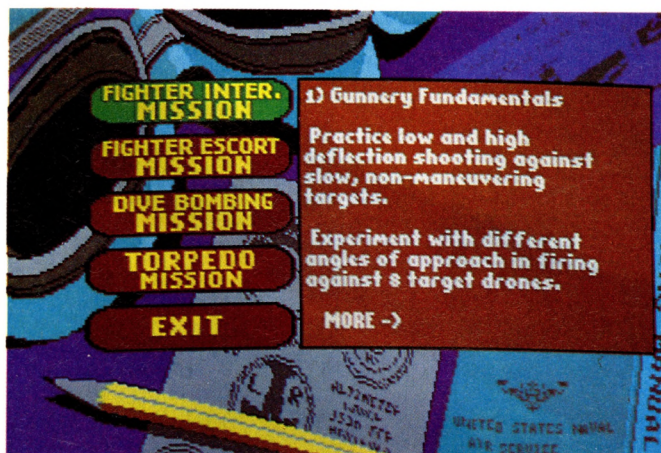 FIGHTER INTER.
MISSION
FIGHTER ESCORT
MISSION
DIVE BOMBING
MISSION
TORPEDO
MISSION
EXIT
1) Gunnery Fundamentals
Practice low and high
deflection shooting against
slow, non-maneuvering
targets.
Experiment with different
angles of approach in firing
against 8 target drones.
MORE ->
L R
UNITED STATES NAVAL
AIR SERVICE